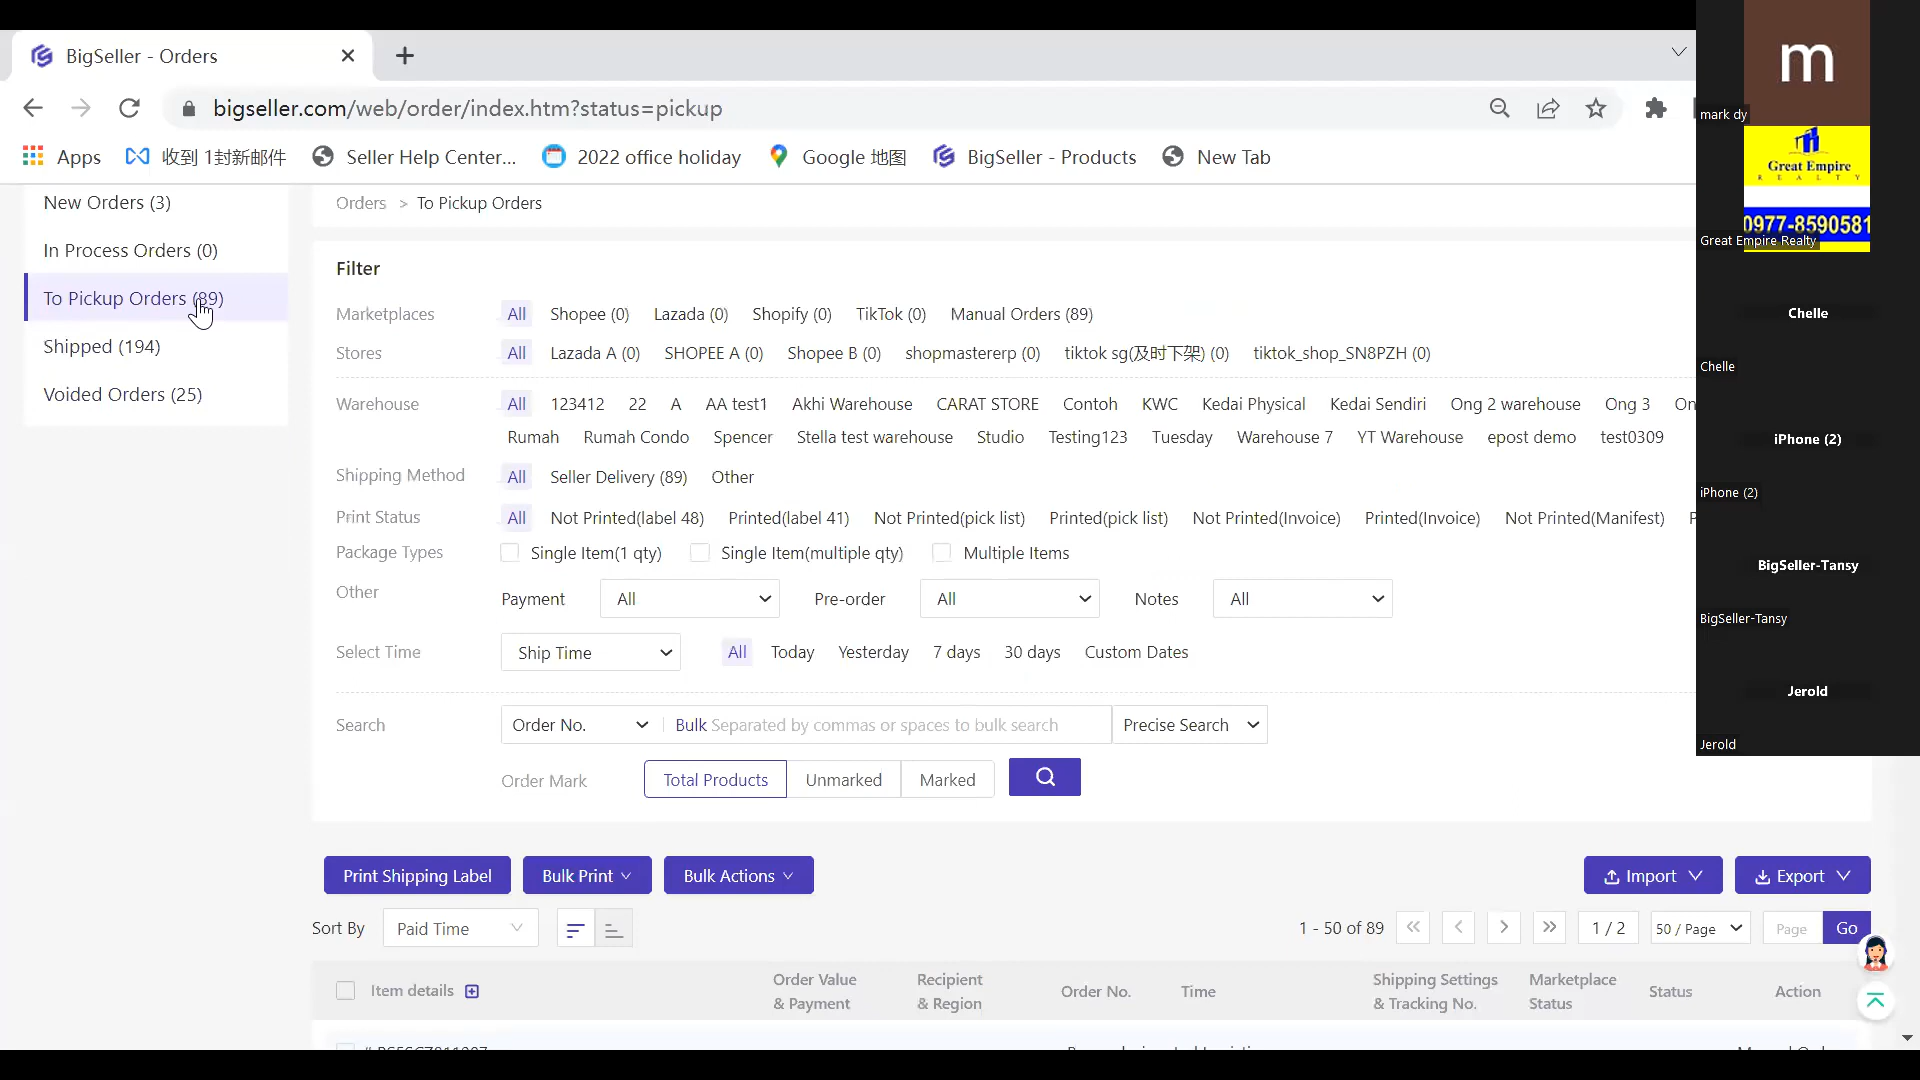 BigSeller - Orders
bigseller.com/web/order/index.htm?status=pickup
Apps 收到 1封新邮件 Seller Help Center... 2022 office holiday Google 地图 BigSeller - Products New Tab
New Orders (3)
In Process Orders (0)
To Pickup Orders (89)
Shipped (194)
Voided Orders (25)
Orders > To Pickup Orders
Filter
Marketplaces All Shopee (0) Lazada (0) Shopify (0) TikTok (0) Manual Orders (89)
Stores All Lazada A (0) SHOPEE A (0) Shopee B (0) shopmastererp (0) tiktok sg(及时下架) (0) tiktok_shop_SN8PZH (0)
Warehouse All 123412 22 A AA test1 Akhi Warehouse CARAT STORE Contoh KWC Kedai Physical Kedai Sendiri Ong 2 warehouse Ong 3 On
Rumah Rumah Condo Spencer Stella test warehouse Studio Testing123 Tuesday Warehouse 7 YT Warehouse epost demo test0309
Shipping Method All Seller Delivery (89) Other
Print Status All Not Printed(label 48) Printed(label 41) Not Printed(pick list) Printed(pick list) Not Printed(Invoice) Printed(Invoice) Not Printed(Manifest) P
Package Types Single Item(1 qty) Single Item(multiple qty) Multiple Items
Other Payment All Pre-order All Notes All
Select Time Ship Time All Today Yesterday 7 days 30 days Custom Dates
Search Order No. Bulk Separated by commas or spaces to bulk search Precise Search
Order Mark Total Products Unmarked Marked
Print Shipping Label Bulk Print Bulk Actions Import Export
Sort By Paid Time 1 - 50 of 89 1 / 2 50 / Page Page Go
Item details Order Value & Payment Recipient & Region Order No. Time Shipping Settings & Tracking No. Marketplace Status Status Action
m
mark dy
Great Empire
REALTY
0977-8590581
Great Empire Realty
Chelle
Chelle
iPhone (2)
iPhone (2)
BigSeller-Tansy
BigSeller-Tansy
Jerold
Jerold